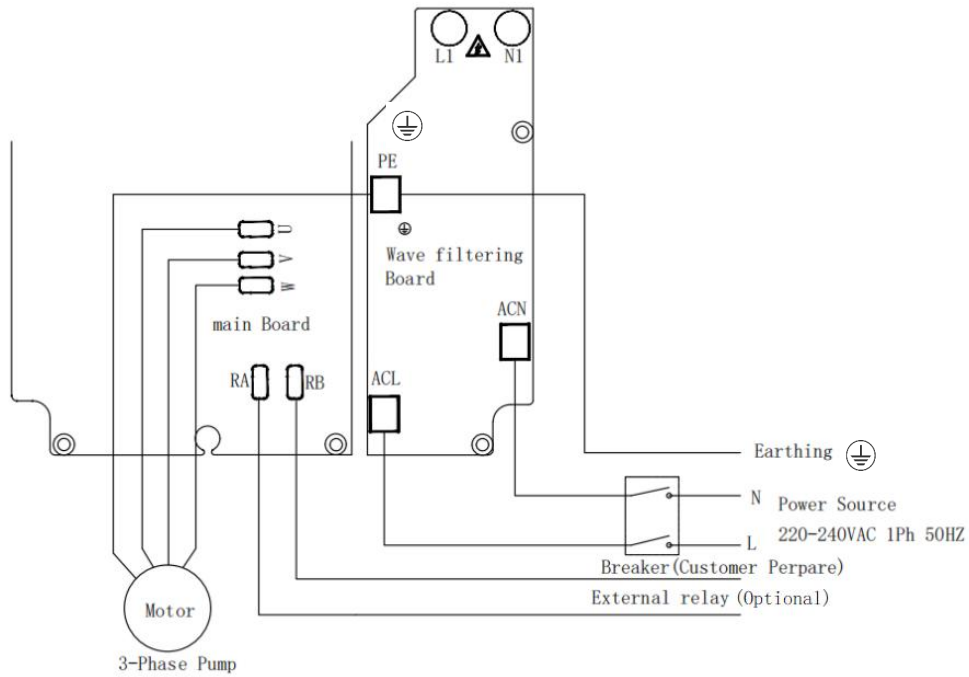 L1
N1
PE
U
V
W
Wave filtering
Board
main Board
ACN
RA
RB
ACL
Earthing
N
Power Source
L
220-240VAC 1Ph 50HZ
Breaker(Customer Perpare)
External relay(Optional)
Motor
3-Phase Pump